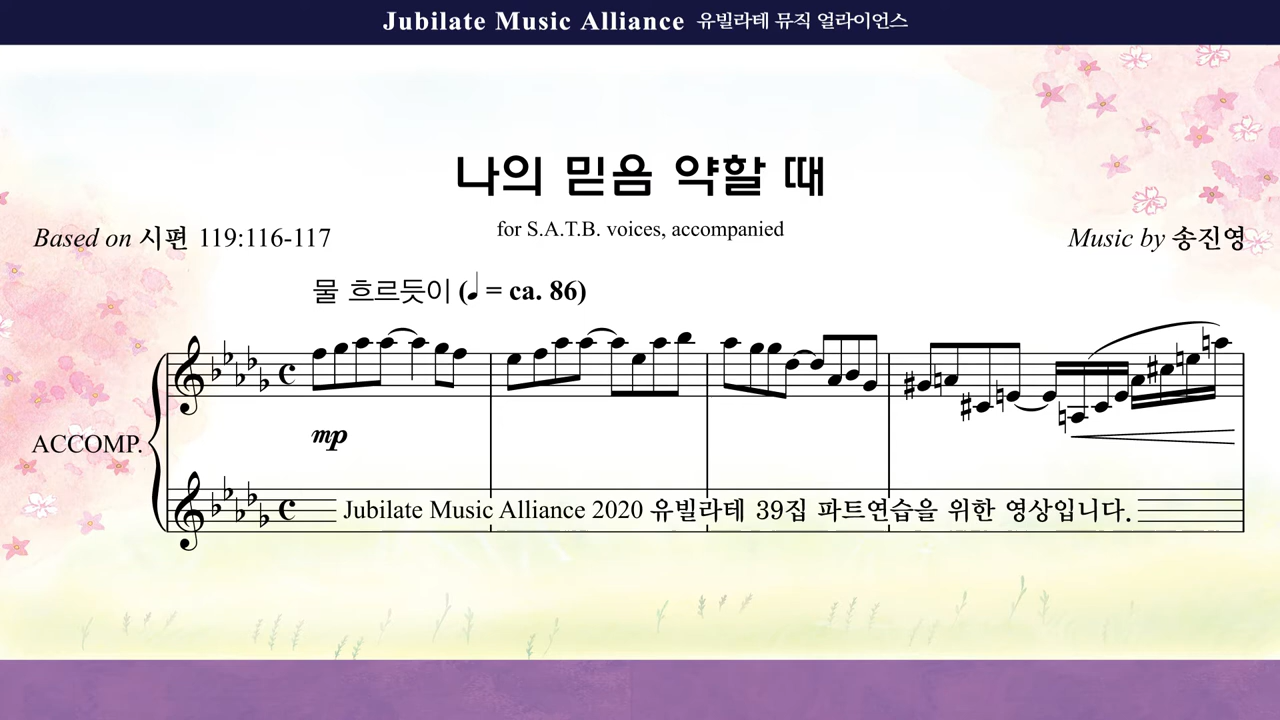 Jubilate Music Alliance 유빌라테 뮤직 얼라이언스
나의 믿음 약할 때
for S.A.T.B. voices, accompanied
Based on 시편 119:116-117
Music by 송진영
물 흐르듯이 (♩ = ca. 86)
mp
ACCOMP.
Jubilate Music Alliance 2020 유빌라테 39집 파트연습을 위한 영상입니다.